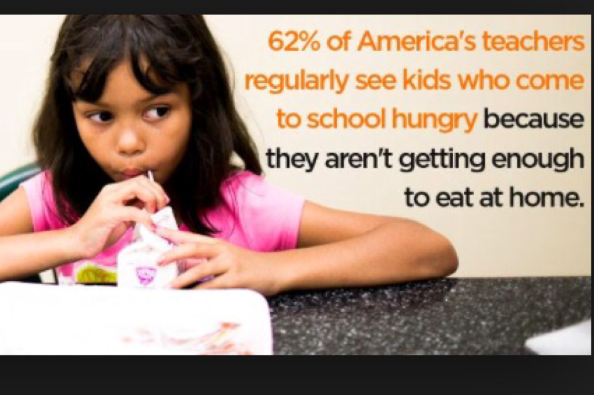 62% of America's teachers
regularly see kids who come
to school hungry because
they aren't getting enough
to eat at home.